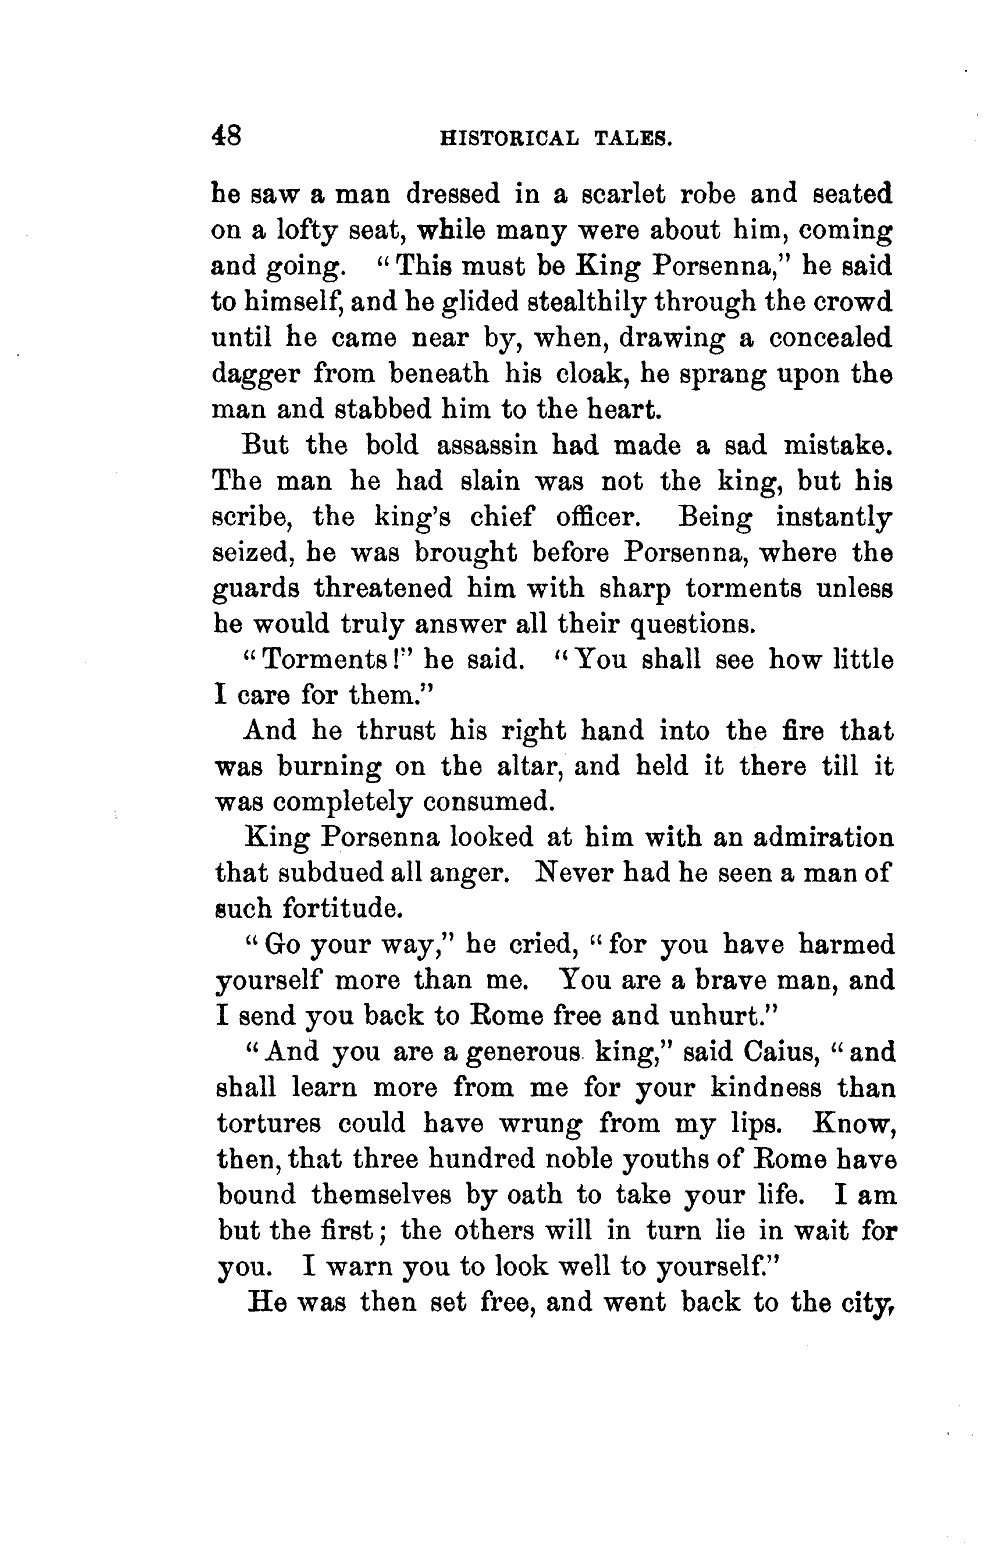 48 HISTORICAL TALES.
he saw a man dressed in a scarlet robe and seated
on a lofty seat, while many were about him, coming
and going. "This must be King Porsenna," he said
to himself, and he glided stealthily through the crowd
until he came near by, when, drawing a concealed
dagger from beneath his cloak, he sprang upon the
man and stabbed him to the heart.
But the bold assassin had made a sad mistake.
The man he had slain was not the king, but his
scribe, the king's chief officer. Being instantly
seized, he was brought before Porsenna, where the
guards threatened him with sharp torments unless
he would truly answer all their questions.
"Torments!" he said. "You shall see how little
I care for them."
And he thrust his right hand into the fire that
was burning on the altar, and held it there till it
was completely consumed.
King Porsenna looked at him with an admiration
that subdued all anger. Never had he seen a man of
such fortitude.
"Go your way," he cried, "for you have harmed
yourself more than me. You are a brave man, and
I send you back to Rome free and unhurt."
"And you are a generous king," said Caius, "and
shall learn more from me for your kindness than
tortures could have wrung from my lips. Know,
then, that three hundred noble youths of Rome have
bound themselves by oath to take your life. I am
but the first; the others will in turn lie in wait for
you. I warn you to look well to yourself."
He was then set free, and went back to the city,